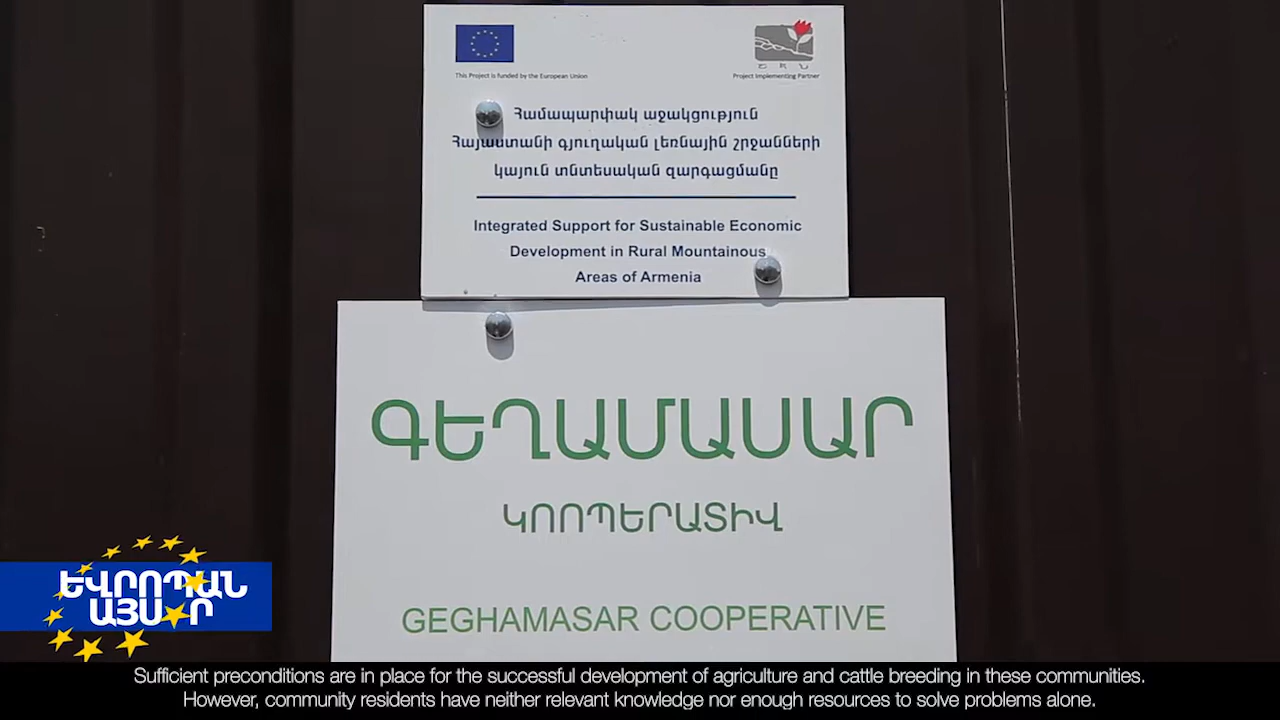 This Project is funded by the European Union
Շ Ե Ն
Project Implementing Partner
Համապարփակ աջակցություն
Հայաստանի գյուղական լեռնային շրջանների
կայուն տնտեսական զարգացմանը
Integrated Support for Sustainable Economic
Development in Rural Mountainous
Areas of Armenia
ԳԵՂԱՄԱՍԱՐ
ԿՈՈՊԵՐԱՏԻՎ
GEGHAMASAR COOPERATIVE
ԵՎՐՈՊԱՆ
ԱՅՍՕՐ
Sufficient preconditions are in place for the successful development of agriculture and cattle breeding in these communities.
However, community residents have neither relevant knowledge nor enough resources to solve problems alone.